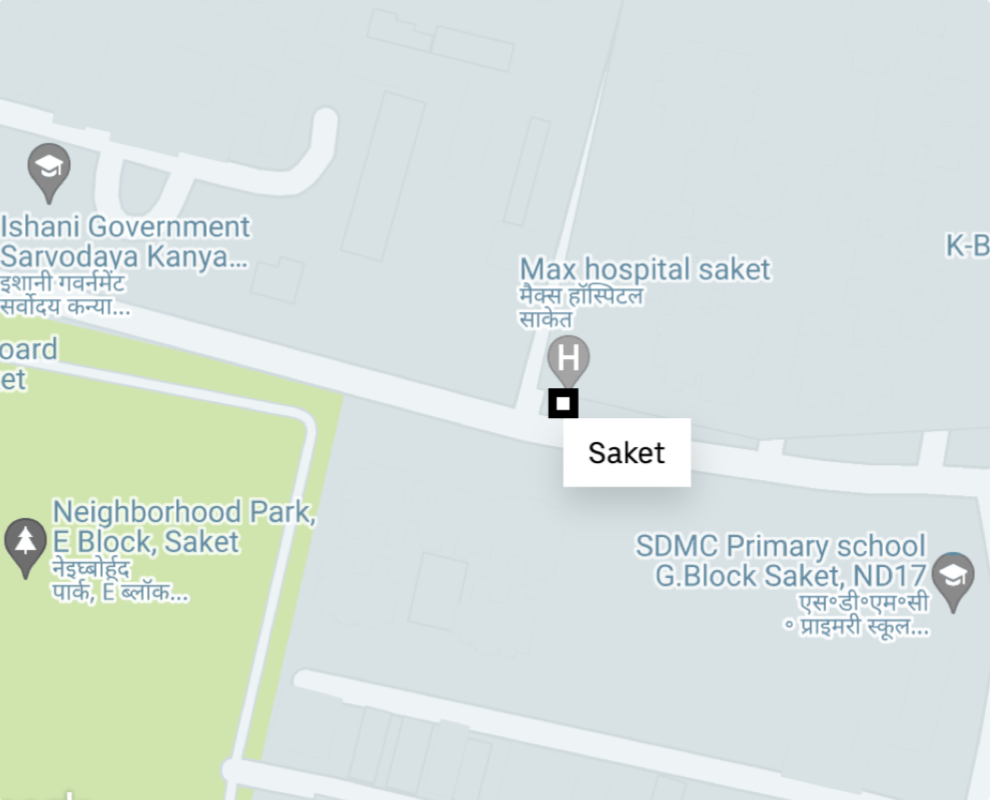 Ishani Government
Sarvodaya Kanya...
इशानी गवर्नमेंट
सर्वोदय कन्या...
Max hospital saket
मैक्स हॉस्पिटल
साकेत
H
K-B
oard
et
Saket
Neighborhood Park,
E Block, Saket
नेइघ्बोर्हूद
पार्क, E ब्लॉक...
SDMC Primary school
G.Block Saket, ND17
एस॰डी॰एम॰सी
॰ प्राइमरी स्कूल...